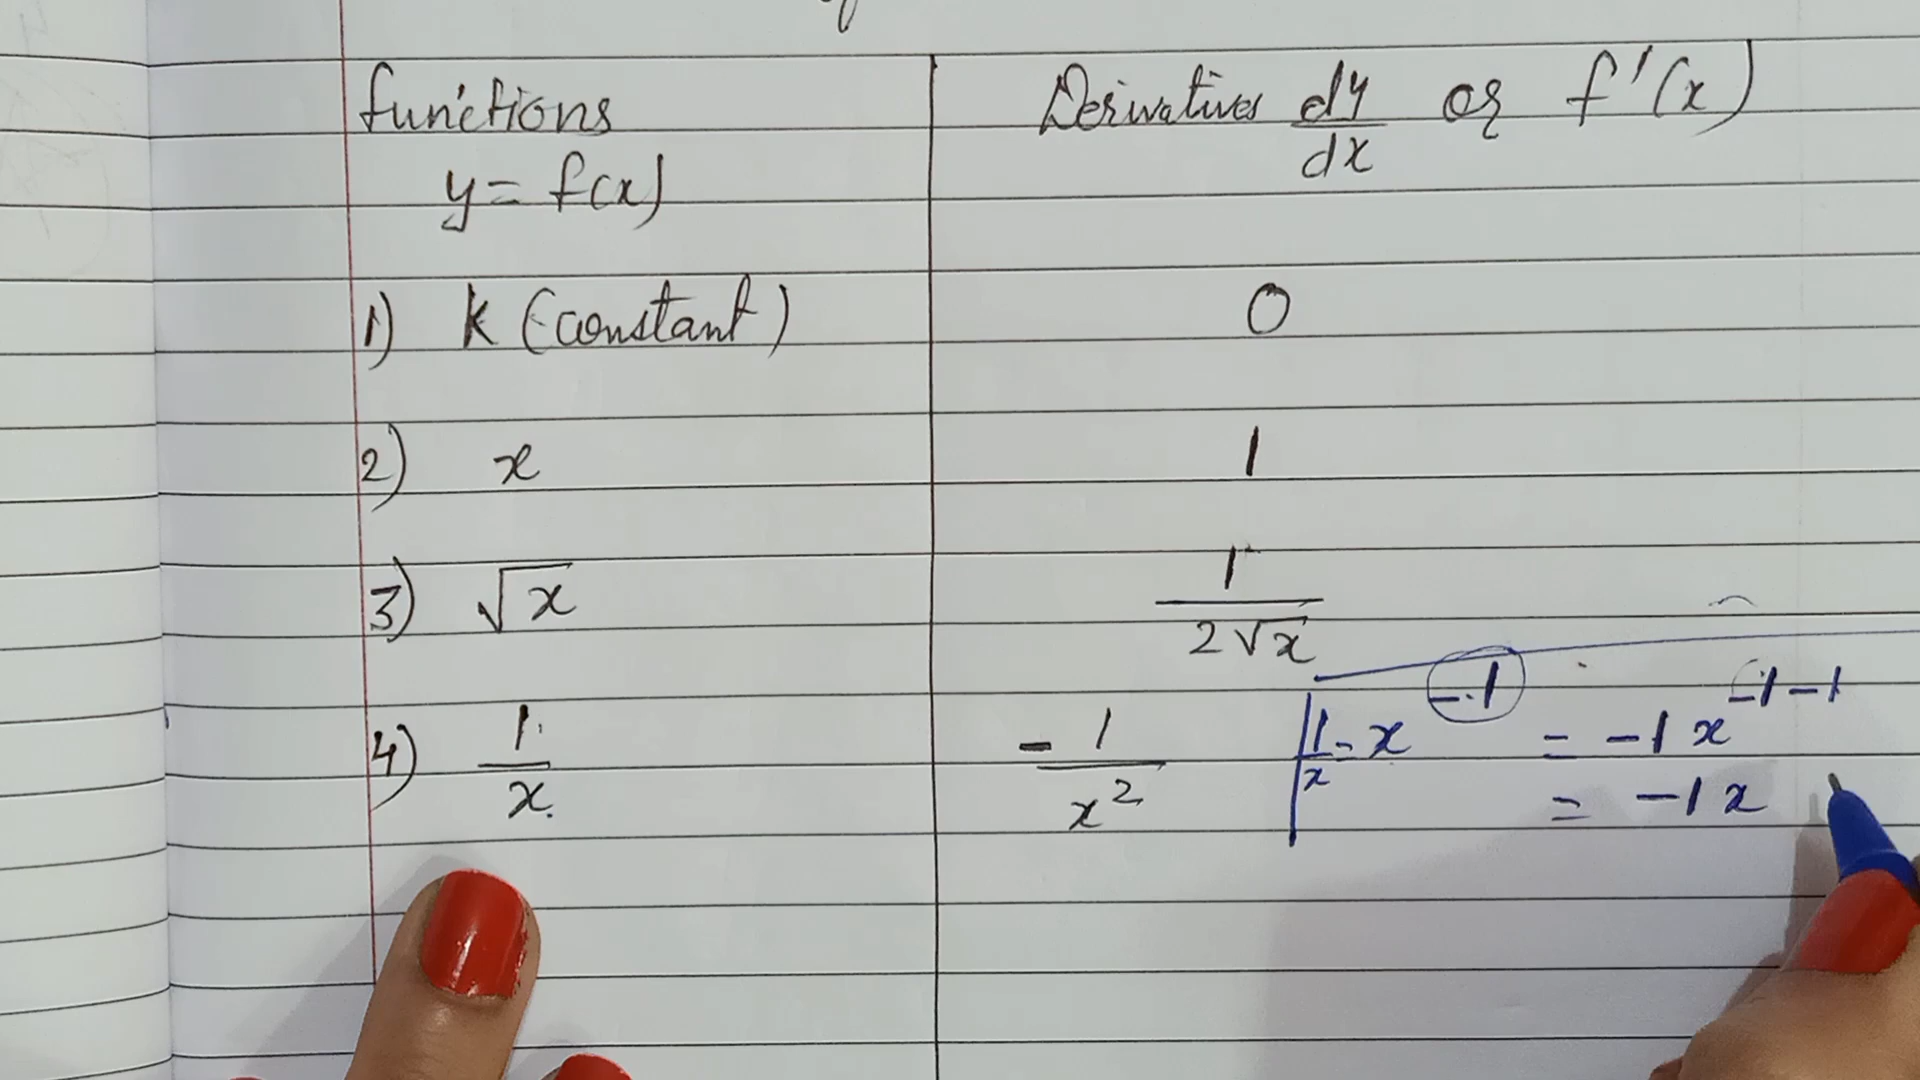 functions | Derivatives dy/dx or f'(x)
y = f(x)
1) k (constant) | 0
2) x | 1
3) √x | 1/(2√x)
4) 1/x | - 1/x² | 1/x = x^(-1) = -1 x^(-1-1)
= -1 x